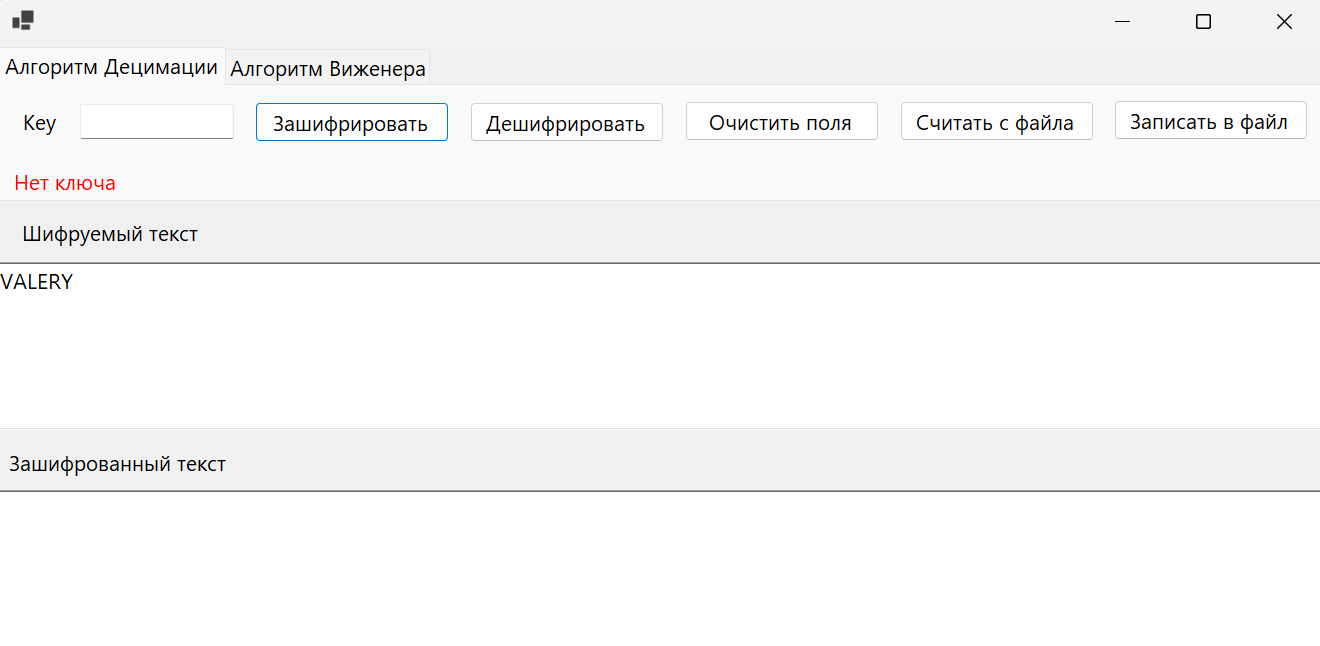 Алгоритм Децимации Алгоритм Виженера
Key Зашифрировать Дешифрировать Очистить поля Считать с файла Записать в файл
Нет ключа
Шифруемый текст
VALERY
Зашифрованный текст